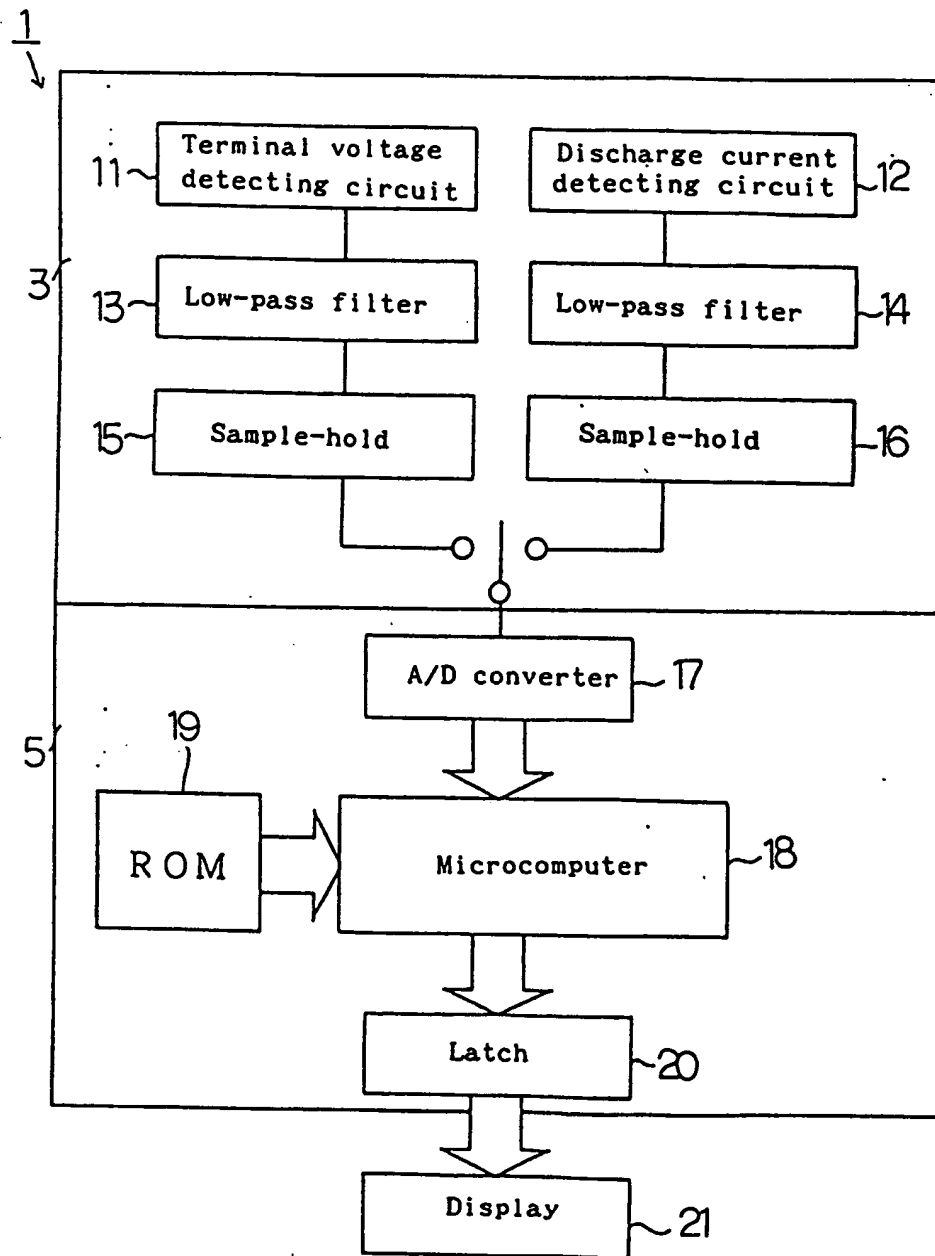 1
11
Terminal voltage
detecting circuit
Discharge current
detecting circuit
12
3
13
Low-pass filter
Low-pass filter
14
15
Sample-hold
Sample-hold
16
A/D converter
17
5
19
ROM
Microcomputer
18
Latch
20
Display
21